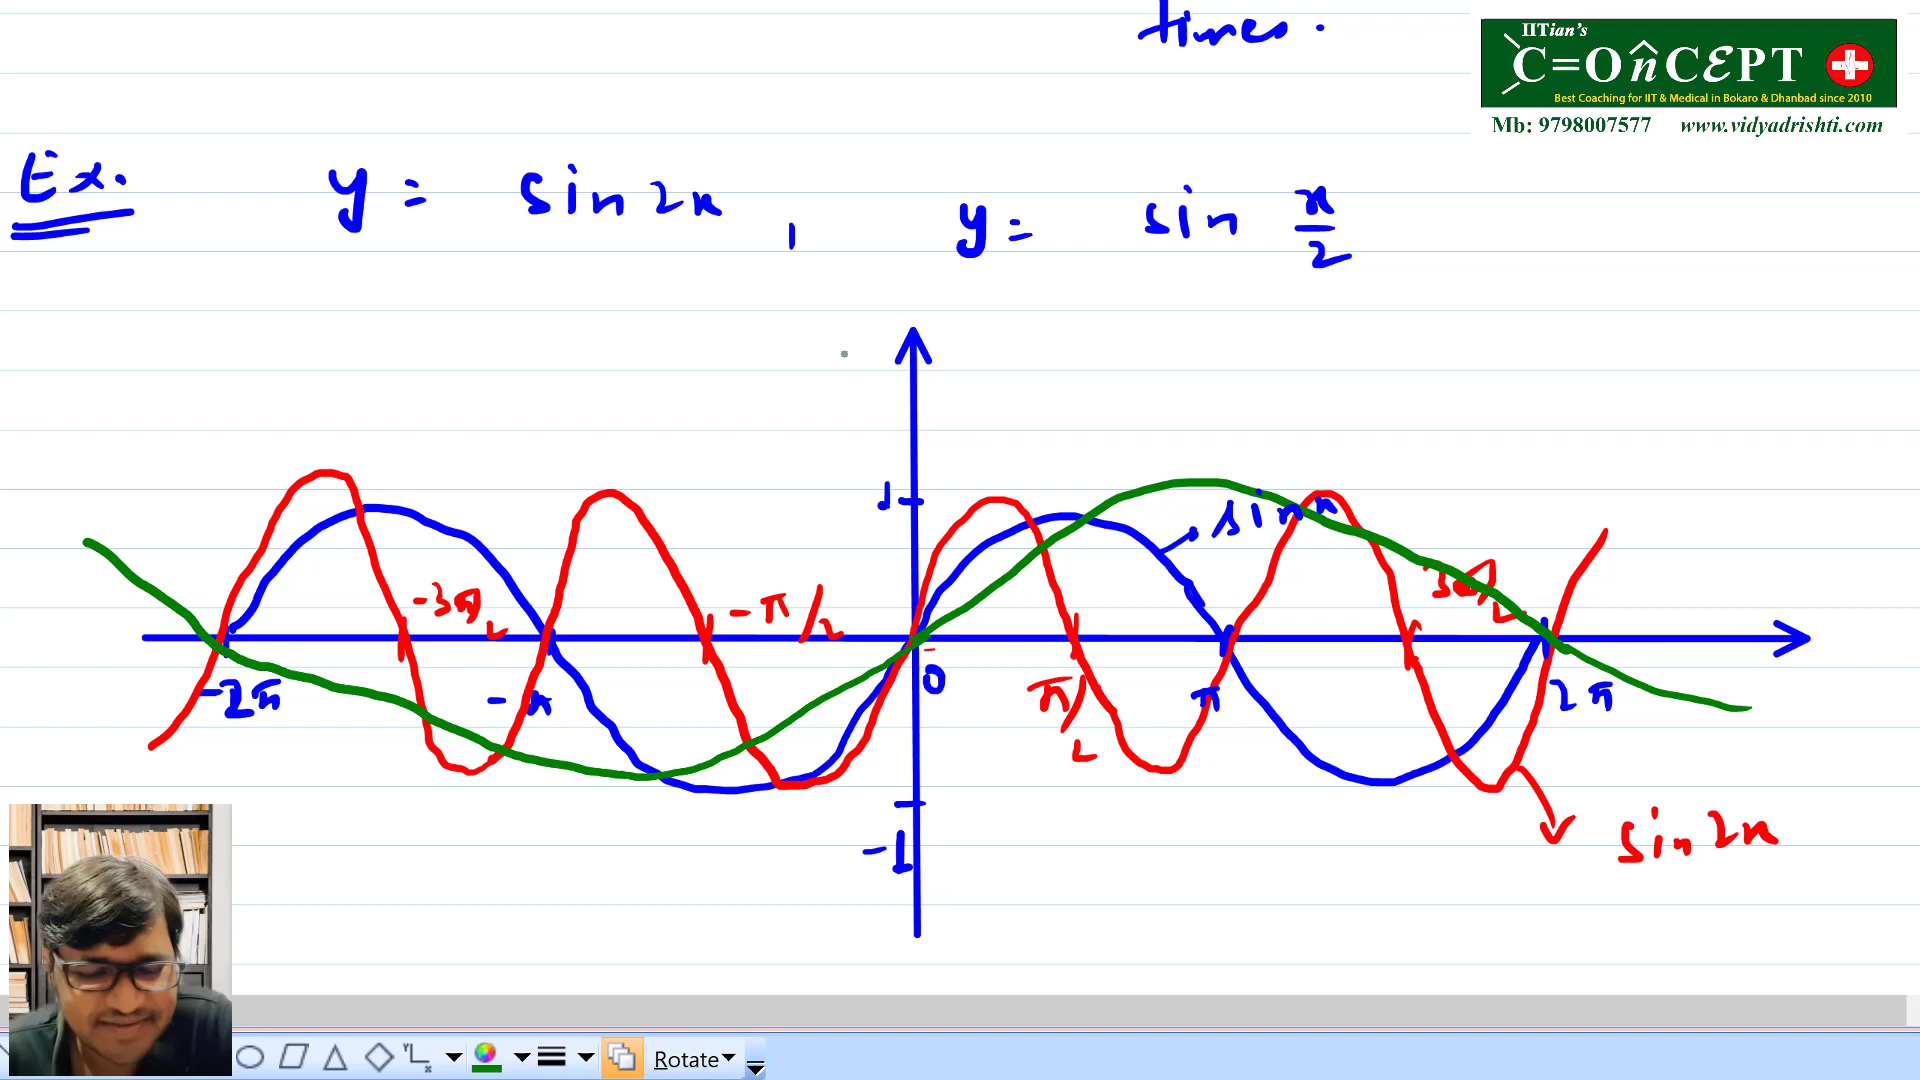 times.
IITian's
C=OnCEPT
Best Coaching for IIT & Medical in Bokaro & Dhanbad since 2010
Mb: 9798007577 www.vidyadrishti.com
Ex. y = sin 2x , y = sin x/2
1
sin x
-3π/2
-π/2
3π/2
-2π
-π
0
π/2
π
2π
-1
sin 2x
Rotate